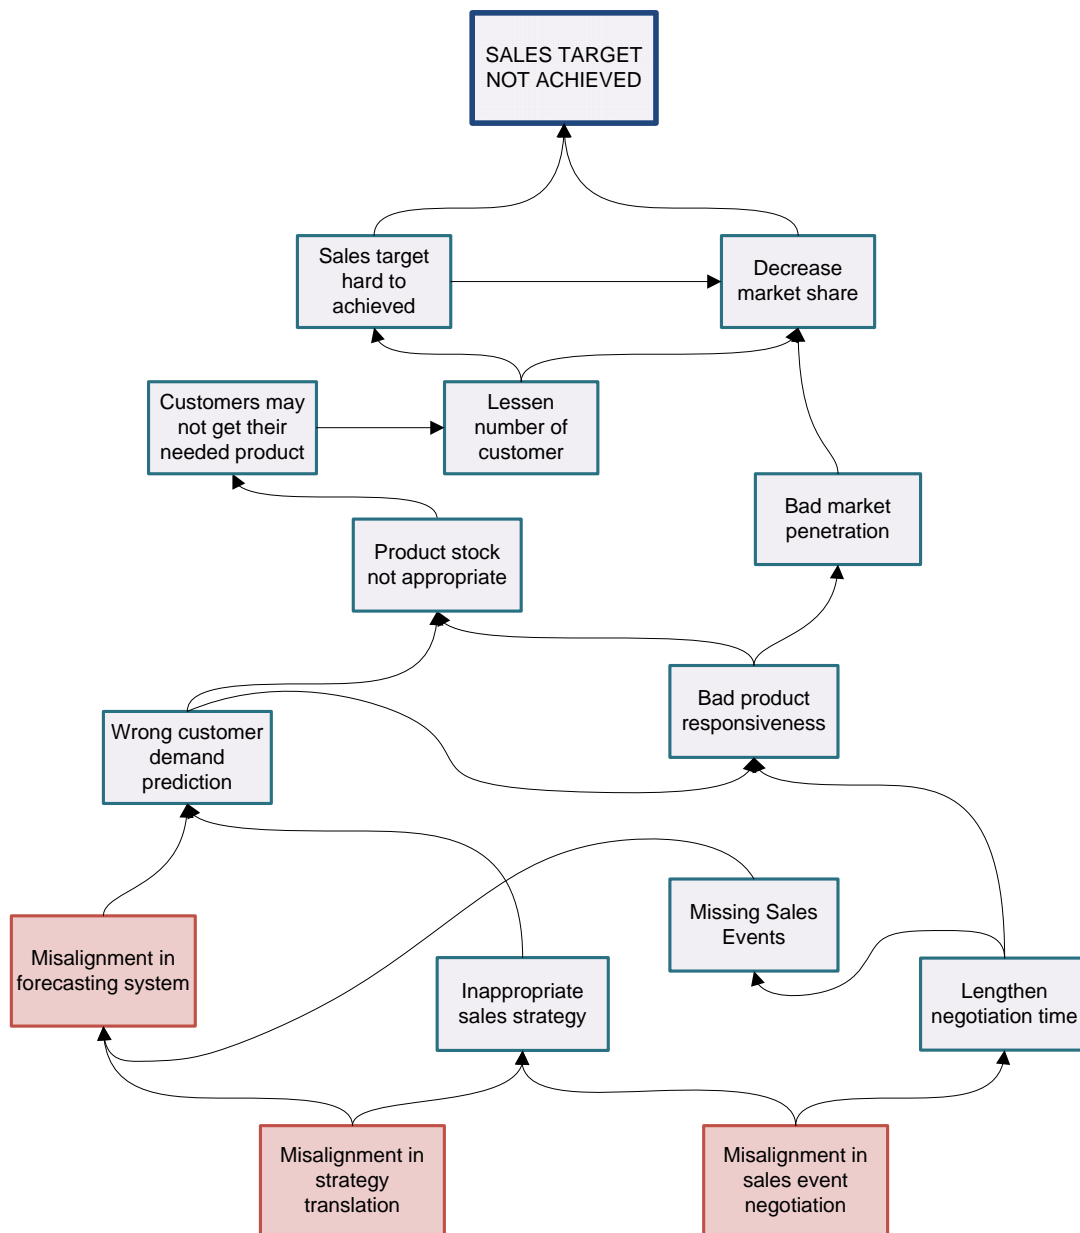 SALES TARGET
NOT ACHIEVED
Sales target
hard to
achieved
Decrease
market share
Customers may
not get their
needed product
Lessen
number of
customer
Bad market
penetration
Product stock
not appropriate
Bad product
responsiveness
Wrong customer
demand
prediction
Missing Sales
Events
Misalignment in
forecasting system
Inappropriate
sales strategy
Lengthen
negotiation time
Misalignment in
strategy
translation
Misalignment in
sales event
negotiation